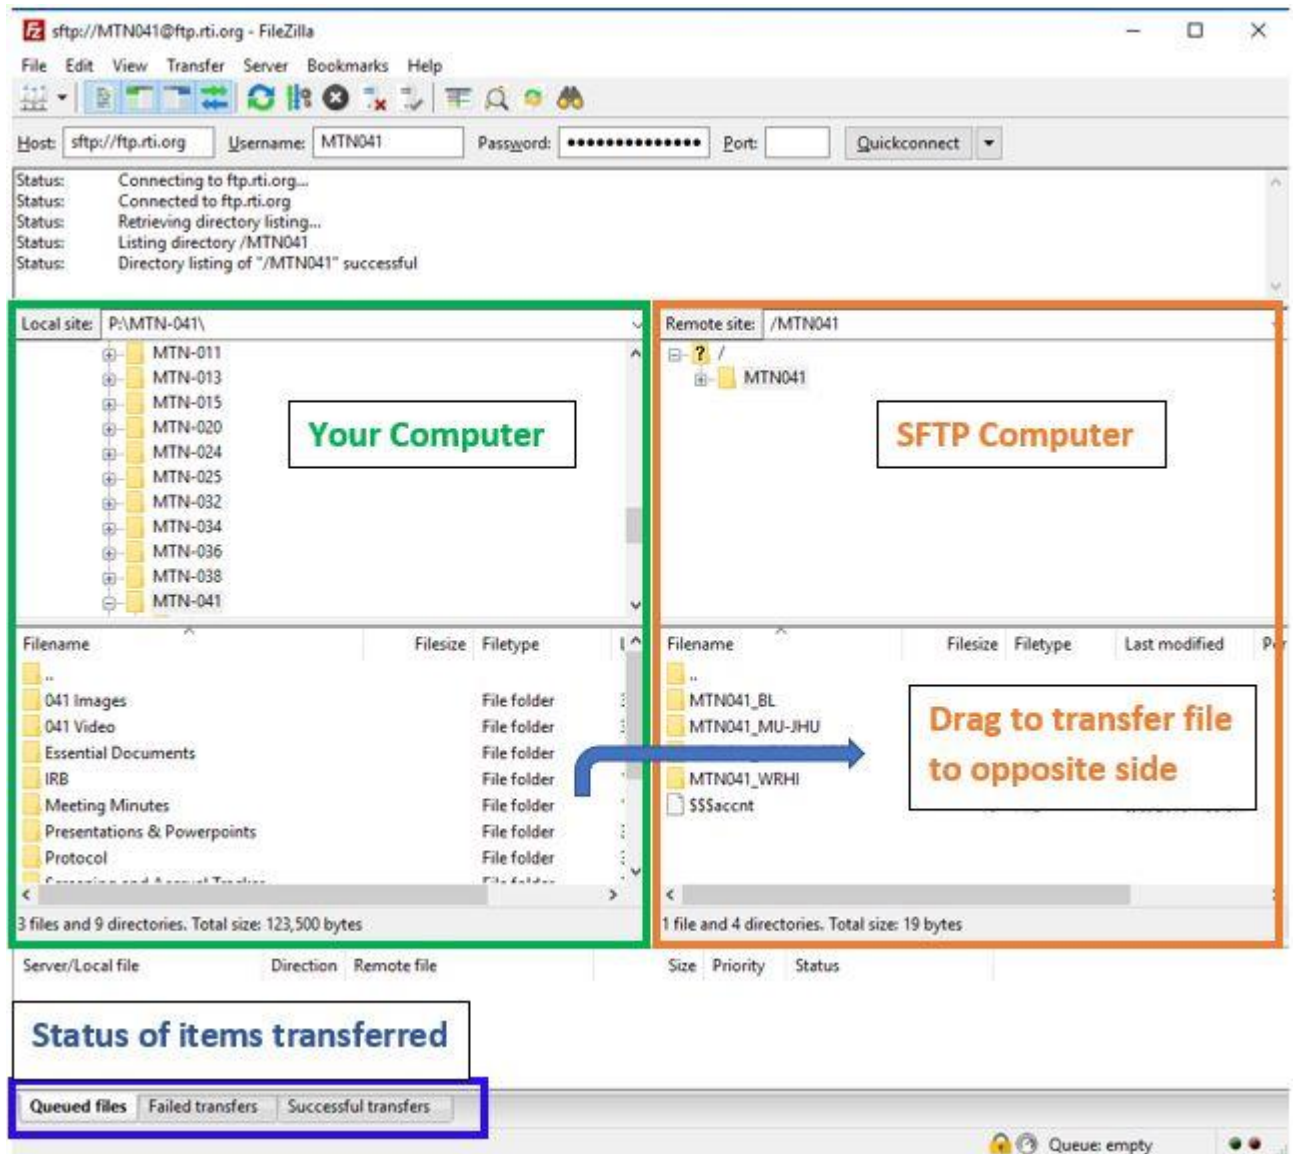 sftp://MTN041@ftp.rti.org - FileZilla
File Edit View Transfer Server Bookmarks Help
Host: sftp://ftp.rti.org Username: MTN041 Password: •••••••••••••• Port: Quickconnect
Status: Connecting to ftp.rti.org...
Status: Connected to ftp.rti.org
Status: Retrieving directory listing...
Status: Listing directory /MTN041
Status: Directory listing of "/MTN041" successful
Local site: P:\MTN-041\
MTN-011
MTN-013
MTN-015
MTN-020
MTN-024
MTN-025
MTN-032
MTN-034
MTN-036
MTN-038
MTN-041
Your Computer
Filename Filesize Filetype
..
041 Images File folder
041 Video File folder
Essential Documents File folder
IRB File folder
Meeting Minutes File folder
Presentations & Powerpoints File folder
Protocol File folder
3 files and 9 directories. Total size: 123,500 bytes
Remote site: /MTN041
/
MTN041
SFTP Computer
Filename Filesize Filetype Last modified
..
MTN041_BL
MTN041_MU-JHU
MTN041_WRHI
$$$accnt
Drag to transfer file
to opposite side
1 file and 4 directories. Total size: 19 bytes
Server/Local file Direction Remote file Size Priority Status
Status of items transferred
Queued files Failed transfers Successful transfers
Queue: empty